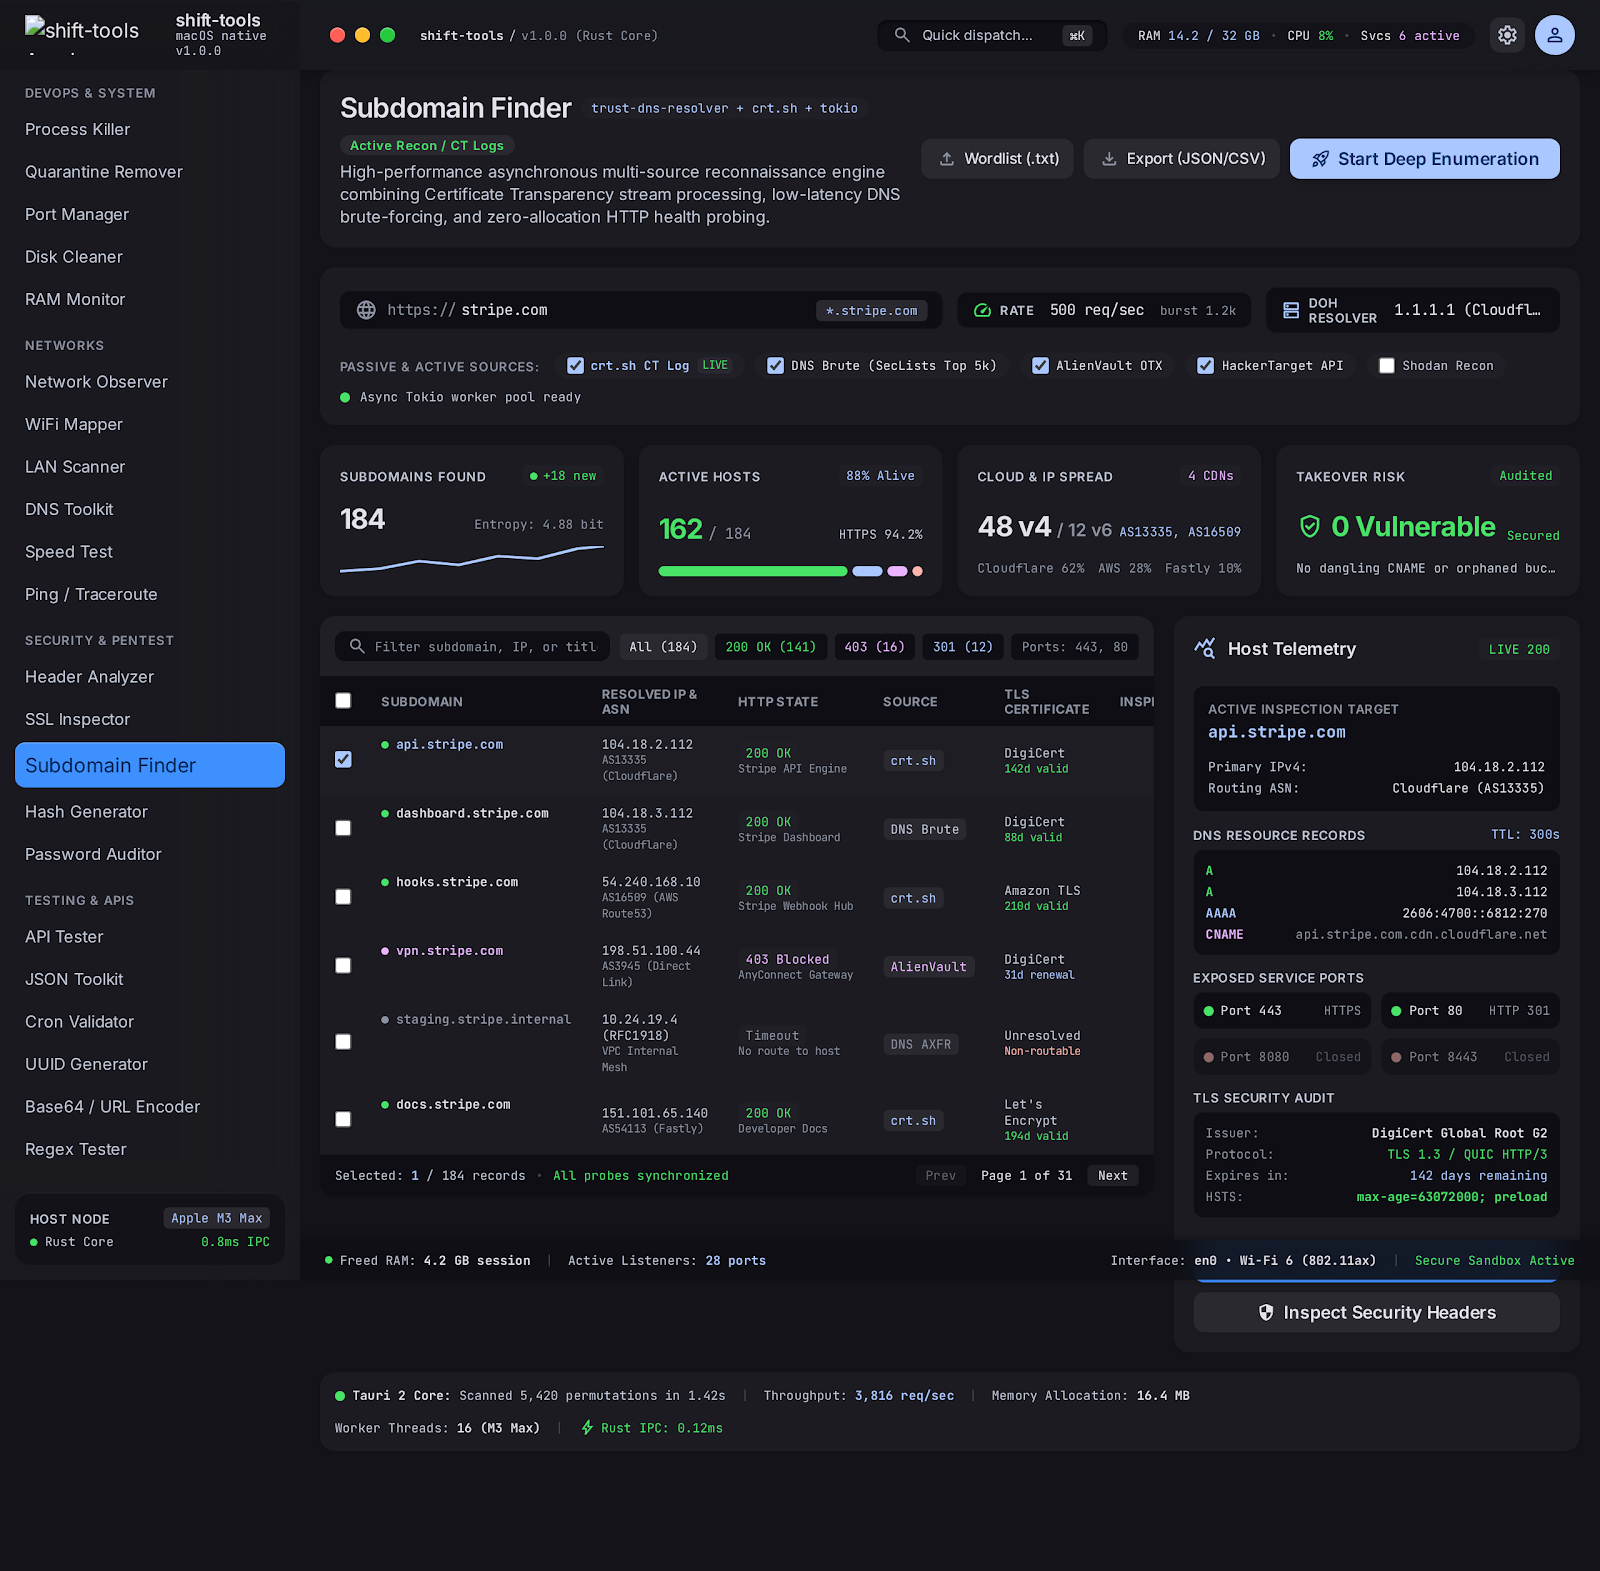 shift-tools
shift-tools
macOS native
v1.0.0
DEVOPS & SYSTEM
Process Killer
Quarantine Remover
Port Manager
Disk Cleaner
RAM Monitor
NETWORKS
Network Observer
WiFi Mapper
LAN Scanner
DNS Toolkit
Speed Test
Ping / Traceroute
SECURITY & PENTEST
Header Analyzer
SSL Inspector
Subdomain Finder
Hash Generator
Password Auditor
TESTING & APIS
API Tester
JSON Toolkit
Cron Validator
UUID Generator
Base64 / URL Encoder
Regex Tester
HOST NODE Apple M3 Max
Rust Core 0.8ms IPC
shift-tools / v1.0.0 (Rust Core)
Quick dispatch... ⌘K
RAM 14.2 / 32 GB • CPU 8% • Svcs 6 active
Subdomain Finder trust-dns-resolver + crt.sh + tokio
Active Recon / CT Logs
High-performance asynchronous multi-source reconnaissance engine
combining Certificate Transparency stream processing, low-latency DNS
brute-forcing, and zero-allocation HTTP health probing.
Wordlist (.txt)
Export (JSON/CSV)
Start Deep Enumeration
https:// stripe.com *.stripe.com
RATE 500 req/sec burst 1.2k
DOH
RESOLVER
1.1.1.1 (Cloudfl…
PASSIVE & ACTIVE SOURCES: crt.sh CT Log LIVE DNS Brute (SecLists Top 5k) AlienVault OTX HackerTarget API Shodan Recon
Async Tokio worker pool ready
SUBDOMAINS FOUND +18 new
184 Entropy: 4.88 bit
ACTIVE HOSTS 88% Alive
162 / 184 HTTPS 94.2%
CLOUD & IP SPREAD 4 CDNs
48 v4 / 12 v6 AS13335, AS16509
Cloudflare 62% AWS 28% Fastly 10%
TAKEOVER RISK Audited
0 Vulnerable Secured
No dangling CNAME or orphaned buc…
Filter subdomain, IP, or titl
All (184)
200 OK (141)
403 (16)
301 (12)
Ports: 443, 80
SUBDOMAIN
RESOLVED IP &
ASN
HTTP STATE
SOURCE
TLS
CERTIFICATE
INSPI
api.stripe.com
104.18.2.112
AS13335
(Cloudflare)
200 OK
Stripe API Engine
crt.sh
DigiCert
142d valid
dashboard.stripe.com
104.18.3.112
AS13335
(Cloudflare)
200 OK
Stripe Dashboard
DNS Brute
DigiCert
88d valid
hooks.stripe.com
54.240.168.10
AS16509 (AWS
Route53)
200 OK
Stripe Webhook Hub
crt.sh
Amazon TLS
210d valid
vpn.stripe.com
198.51.100.44
AS3945 (Direct
Link)
403 Blocked
AnyConnect Gateway
AlienVault
DigiCert
31d renewal
staging.stripe.internal
10.24.19.4
(RFC1918)
VPC Internal
Mesh
Timeout
No route to host
DNS AXFR
Unresolved
Non-routable
docs.stripe.com
151.101.65.140
AS54113 (Fastly)
200 OK
Developer Docs
crt.sh
Let's
Encrypt
194d valid
Selected: 1 / 184 records • All probes synchronized
Prev Page 1 of 31 Next
Host Telemetry LIVE 200
ACTIVE INSPECTION TARGET
api.stripe.com
Primary IPv4: 104.18.2.112
Routing ASN: Cloudflare (AS13335)
DNS RESOURCE RECORDS TTL: 300s
A 104.18.2.112
A 104.18.3.112
AAAA 2606:4700::6812:270
CNAME api.stripe.com.cdn.cloudflare.net
EXPOSED SERVICE PORTS
Port 443 HTTPS
Port 80 HTTP 301
Port 8080 Closed
Port 8443 Closed
TLS SECURITY AUDIT
Issuer: DigiCert Global Root G2
Protocol: TLS 1.3 / QUIC HTTP/3
Expires in: 142 days remaining
HSTS: max-age=63072000; preload
Freed RAM: 4.2 GB session | Active Listeners: 28 ports
Interface: en0 • Wi-Fi 6 (802.11ax) | Secure Sandbox Active
Inspect Security Headers
Tauri 2 Core: Scanned 5,420 permutations in 1.42s | Throughput: 3,816 req/sec | Memory Allocation: 16.4 MB
Worker Threads: 16 (M3 Max) | Rust IPC: 0.12ms